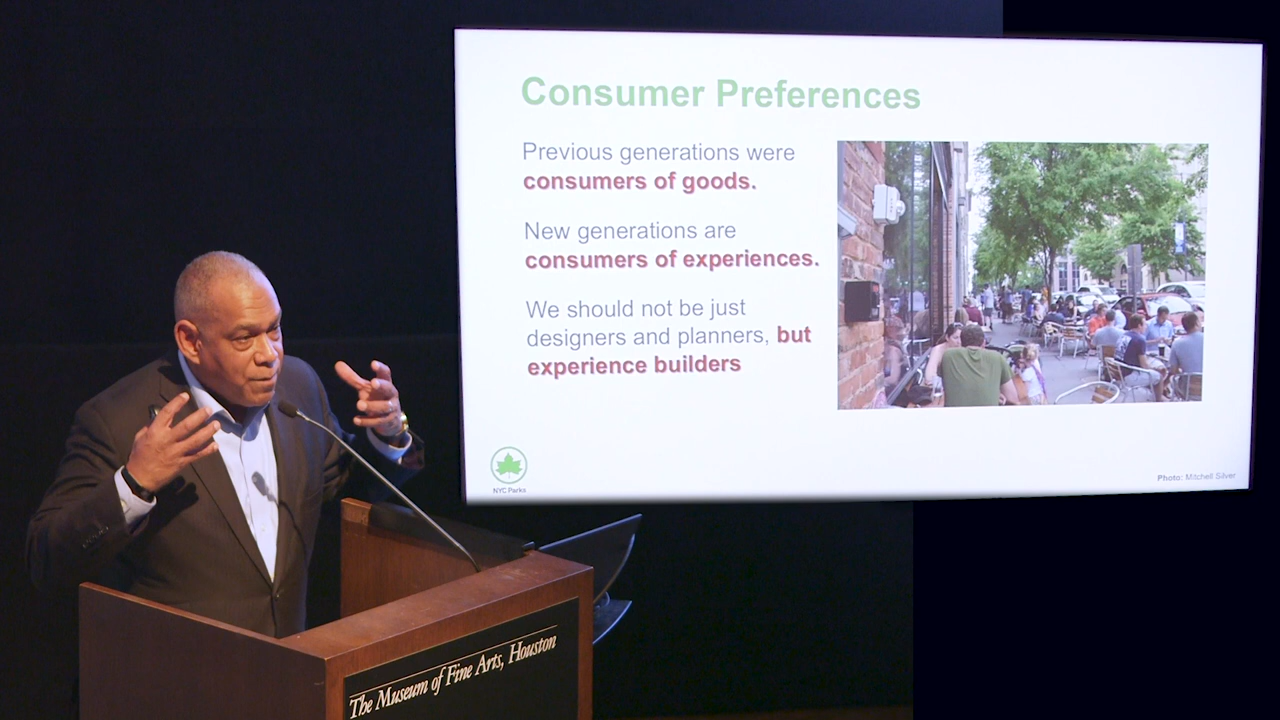 Consumer Preferences
Previous generations were
consumers of goods.
New generations are
consumers of experiences.
We should not be just
designers and planners, but
experience builders
NYC Parks
Photo: Mitchell Silver
The Museum of Fine Arts, Houston